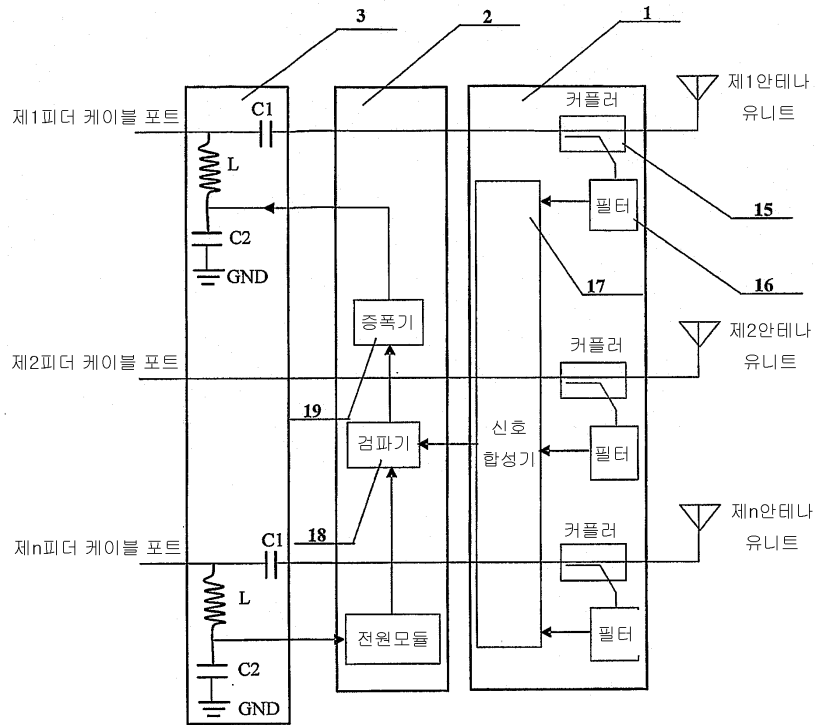 3
2
1
제1피더 케이블 포트
C1
커플러
제1안테나
유니트
L
필터
15
C2
GND
17
16
증폭기
제2피더 케이블 포트
커플러
제2안테나
유니트
19
검파기
신호
합성기
필터
18
제n피더 케이블 포트
C1
커플러
제n안테나
유니트
L
전원모듈
필터
C2
GND